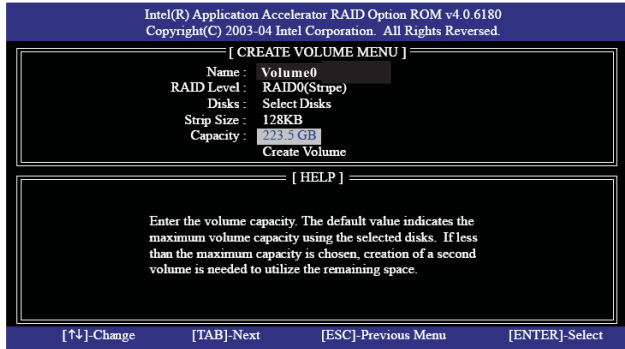 Intel(R) Application Accelerator RAID Option ROM v4.0.6180
Copyright(C) 2003-04 Intel Corporation. All Rights Reversed.
[ CREATE VOLUME MENU ]
Name : Volume0
RAID Level : RAID0(Stripe)
Disks : Select Disks
Strip Size : 128KB
Capacity : 223.5 GB
Create Volume
[ HELP ]
Enter the volume capacity. The default value indicates the
maximum volume capacity using the selected disks. If less
than the maximum capacity is chosen, creation of a second
volume is needed to utilize the remaining space.
[↑↓]-Change [TAB]-Next [ESC]-Previous Menu [ENTER]-Select